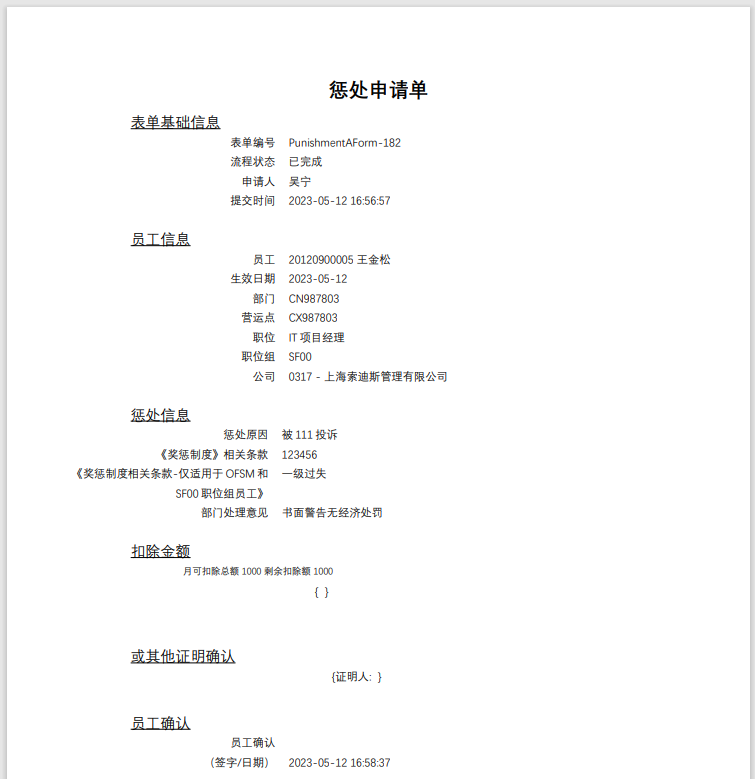 惩处申请单
表单基础信息
表单编号 PunishmentAForm-182
流程状态 已完成
申请人 吴宁
提交时间 2023-05-12 16:56:57
员工信息
员工 20120900005 王金松
生效日期 2023-05-12
部门 CN987803
营运点 CX987803
职位 IT 项目经理
职位组 SF00
公司 0317 - 上海索迪斯管理有限公司
惩处信息
惩处原因 被 111 投诉
《奖惩制度》相关条款 123456
《奖惩制度相关条款-仅适用于 OFSM 和 一级过失
SF00 职位组员工》
部门处理意见 书面警告无经济处罚
扣除金额
月可扣除总额 1000 剩余扣除额 1000
{ }
或其他证明确认
{证明人: }
员工确认
员工确认
（签字/日期） 2023-05-12 16:58:37